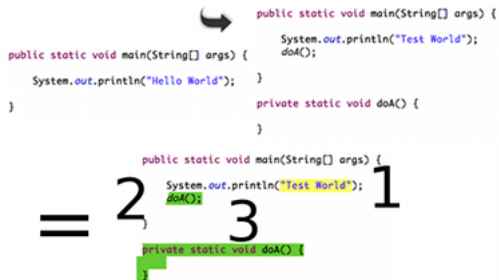 public static void main(String[] args) {
System.out.println("Hello World");
}
public static void main(String[] args) {
System.out.println("Test World");
doA();
}
private static void doA() {
}
=
public static void main(String[] args) {
System.out.println("Test World");
doA();
}
private static void doA() {
}
2
3
1